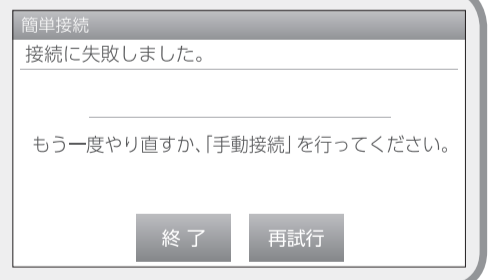 簡単接続
接続に失敗しました。
もう一度やり直すか、「手動接続」を行ってください。
終了
再試行